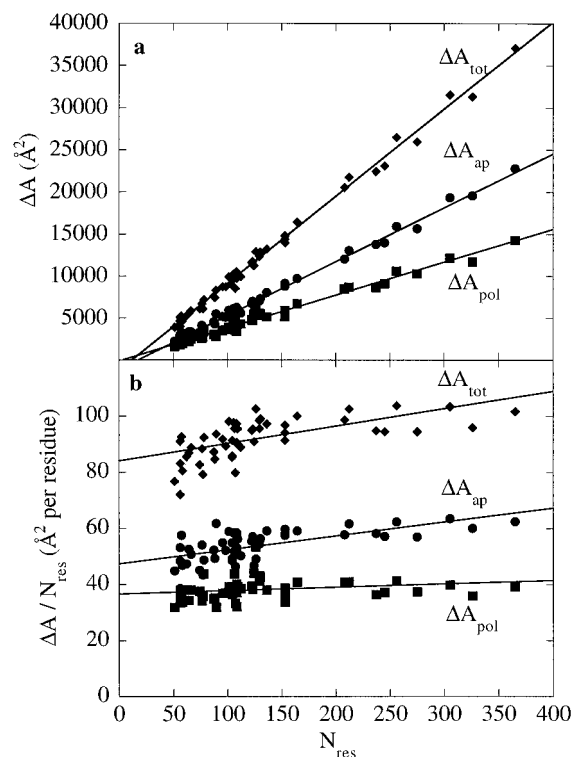 a
40000
35000
30000
25000
20000
15000
10000
5000
ΔA (Å²)
ΔA_tot
ΔA_ap
ΔA_pol
b
100
80
60
40
20
0
ΔA / N_res (Å² per residue)
ΔA_tot
ΔA_ap
ΔA_pol
0 50 100 150 200 250 300 350 400
N_res